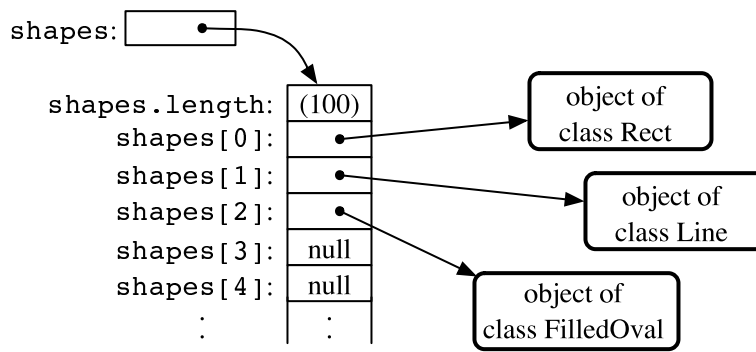 shapes:
shapes.length: (100)
shapes[0]:
shapes[1]:
shapes[2]:
shapes[3]: null
shapes[4]: null
: :
object of
class Rect
object of
class Line
object of
class FilledOval